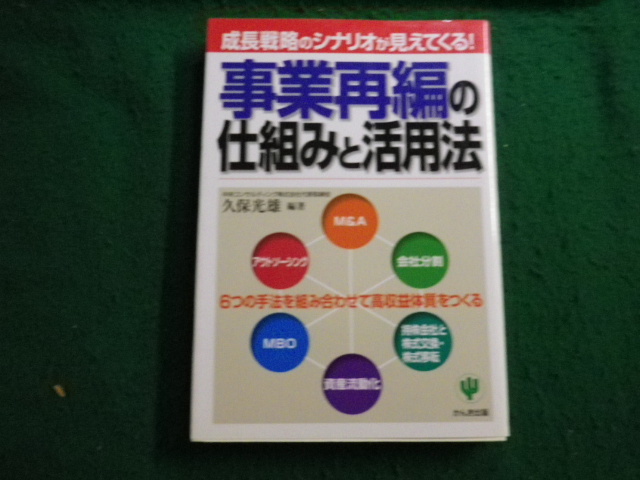 成長戦略のシナリオが見えてくる!
事業再編の
仕組みと活用法
久保光雄 編著
M&A
アウトソーシング
会社分割
6つの手法を組み合わせて高収益体質をつくる
MBO
持株会社と
株式交換・
株式移転
資産流動化
かんき出版